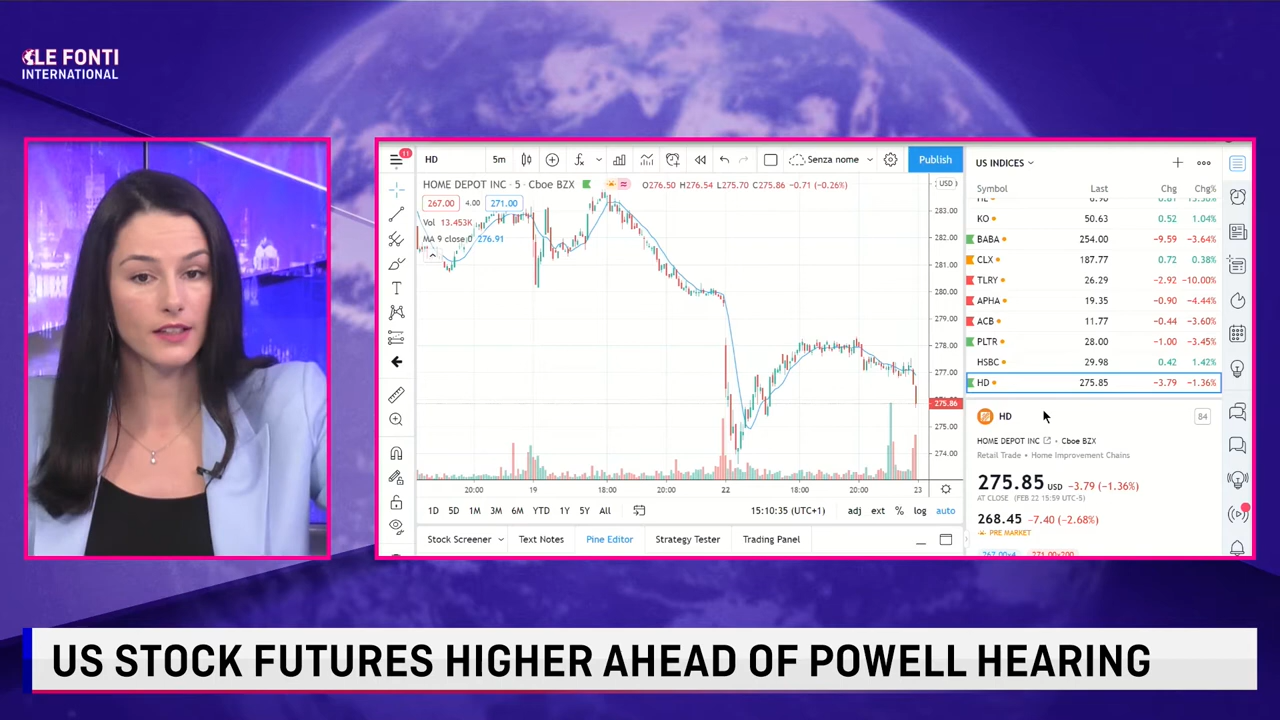 LE FONTI
INTERNATIONAL
11
HD
5m
Senza nome
Publish
HOME DEPOT INC · 5 · Cboe BZX
O276.50 H276.54 L275.70 C275.86 −0.71 (−0.26%)
USD
267.00 4.00 271.00
Vol 13.453K
MA 9 close 0 276.91
283.00
282.00
281.00
280.00
279.00
278.00
277.00
275.86
275.00
274.00
20:00 19 18:00 20:00 22 18:00 20:00 23
1D 5D 1M 3M 6M YTD 1Y 5Y All
15:10:35 (UTC+1) adj ext % log auto
Stock Screener Text Notes Pine Editor Strategy Tester Trading Panel
US INDICES
Symbol Last Chg Chg%
KO 50.63 0.52 1.04%
BABA 254.00 −9.59 −3.64%
CLX 187.77 0.72 0.38%
TLRY 26.29 −2.92 −10.00%
APHA 19.35 −0.90 −4.44%
ACB 11.77 −0.44 −3.60%
PLTR 28.00 −1.00 −3.45%
HSBC 29.98 0.42 1.42%
HD 275.85 −3.79 −1.36%
HD 84
HOME DEPOT INC • Cboe BZX
Retail Trade • Home Improvement Chains
275.85 USD −3.79 (−1.36%)
AT CLOSE (FEB 22 15:59 UTC-5)
268.45 −7.40 (−2.68%)
PRE MARKET
US STOCK FUTURES HIGHER AHEAD OF POWELL HEARING